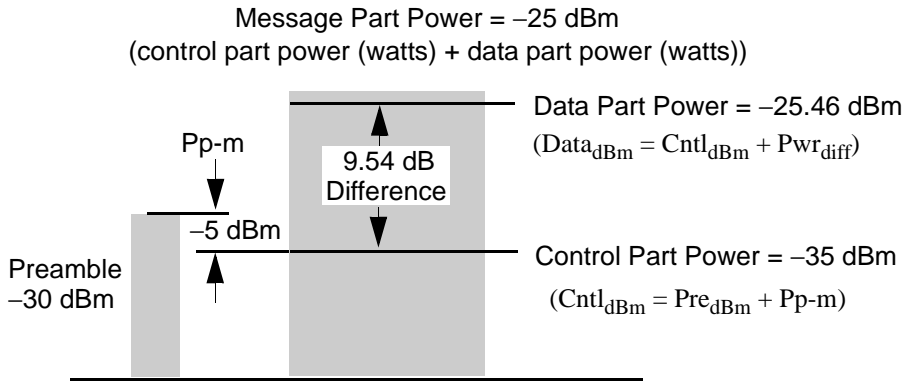 Message Part Power = −25 dBm
(control part power (watts) + data part power (watts))
Data Part Power = −25.46 dBm
(Data_dBm = Cntl_dBm + Pwr_diff)
Pp-m
9.54 dB
Difference
−5 dBm
Preamble
−30 dBm
Control Part Power = −35 dBm
(Cntl_dBm = Pre_dBm + Pp-m)